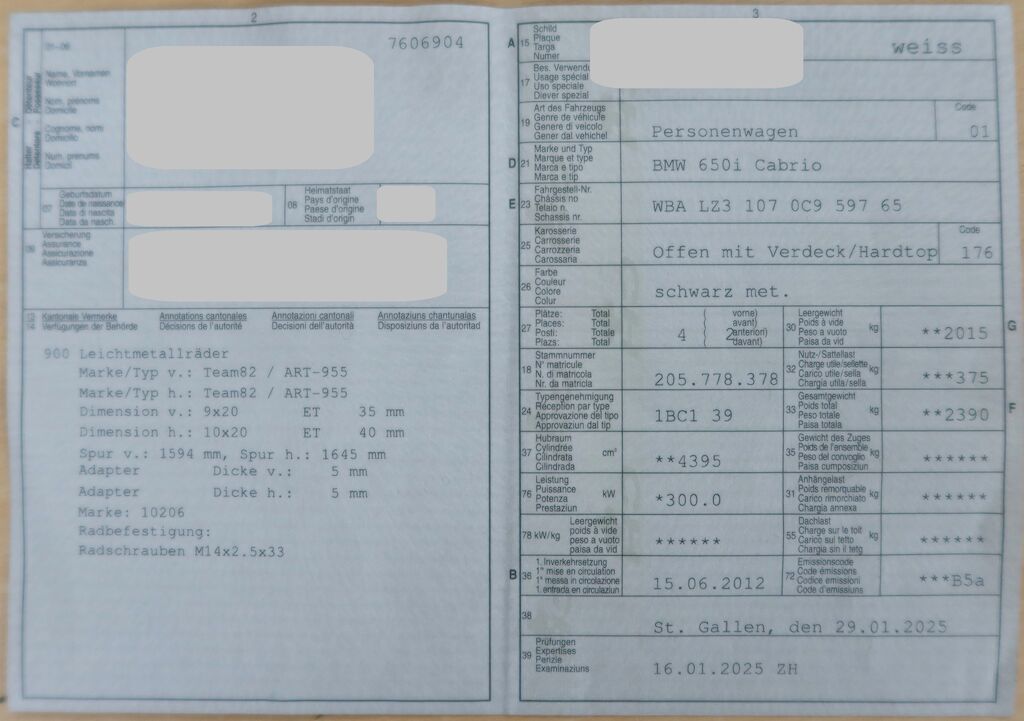 2
7606904
01-06
Halter
Détenteur
Detentore
Possessur
C
Name, Vornamen
Wohnort
Nom, prénoms
Domicile
Cognome, nomi
Domicilio
Num, prenums
Domicil
07
Geburtsdatum
Date de naissance
Data di nascita
Data da nasch.
08
Heimatstaat
Pays d'origine
Paese d'origine
Stadi d'origin
09
Versicherung
Assurance
Assicurazione
Assicuranza
13 Kantonale Vermerke Annotations cantonales Annotazioni cantonali Annotaziuns chantunalas
14 Verfügungen der Behörde Décisions de l'autorité Decisioni dell'autorità Disposiziuns da l'autoritad
900 Leichtmetallräder
Marke/Typ v.: Team82 / ART-955
Marke/Typ h.: Team82 / ART-955
Dimension v.: 9x20 ET 35 mm
Dimension h.: 10x20 ET 40 mm
Spur v.: 1594 mm, Spur h.: 1645 mm
Adapter Dicke v.: 5 mm
Adapter Dicke h.: 5 mm
Marke: 10206
Radbefestigung:
Radschrauben M14x2.5x33
3
A 15
Schild
Plaque
Targa
Numer
weiss
17
Bes. Verwend
Usage spécial
Uso speciale
Diever spezial
19
Art des Fahrzeugs
Genre de véhicule
Genere di veicolo
Gener dal vehichel
Personenwagen
Code
01
D 21
Marke und Typ
Marque et type
Marca e tipo
Marca e tip
BMW 650i Cabrio
E 23
Fahrgestell-Nr.
Châssis no
Telaio n.
Schassis nr.
WBA LZ3 107 0C9 597 65
25
Karosserie
Carrosserie
Carrozzeria
Carossaria
Offen mit Verdeck/Hardtop
Code
176
26
Farbe
Couleur
Colore
Colur
schwarz met.
27
Plätze: Total
Places: Total
Posti: Totale
Plazs: Total
4
( vorne)
( avant)
( anteriori)
( davant)
2
30
Leergewicht
Poids à vide
Peso a vuoto
Paisa da vid
kg
**2015
G
18
Stammnummer
N° matricule
N. di matricola
Nr. da matricla
205.778.378
32
Nutz-/Sattellast
Charge utile/sellette
Carico utile/sella
Chargia utila/sella
kg
***375
24
Typengenehmigung
Réception par type
Approvazione del tipo
Approvaziun dal tip
1BC1 39
33
Gesamtgewicht
Poids total
Peso totale
Paisa totala
kg
**2390
F
37
Hubraum
Cylindrée
Cilindrata
Cilindrada
cm³
**4395
35
Gewicht des Zuges
Poids de l'ensemble
Peso del convoglio
Paisa cumposiziun
kg
******
76
Leistung
Puissance
Potenza
Prestaziun
kW
*300.0
31
Anhängelast
Poids remorquable
Carico rimorchiato
Chargia annexa
kg
******
78 kW/kg
Leergewicht
poids à vide
peso a vuoto
paisa da vid
******
55
Dachlast
Charge sur le toit
Carico sul tetto
Chargia sin il tetg
kg
******
B 36
1. Inverkehrsetzung
1re mise en circulation
1a messa in circolazione
1. entrada en circulaziun
15.06.2012
72
Emissionscode
Code émissions
Codice emissioni
Code d'emissiuns
***B5a
38
St. Gallen, den 29.01.2025
39
Prüfungen
Expertises
Perizie
Examinaziuns
16.01.2025 ZH